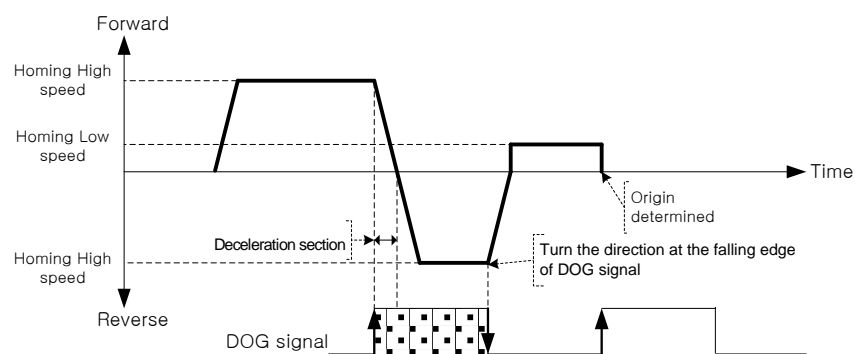 Forward
Homing High
speed
Homing Low
speed
Time
Origin
determined
Deceleration section
Turn the direction at the falling edge
of DOG signal
Homing High
speed
Reverse
DOG signal